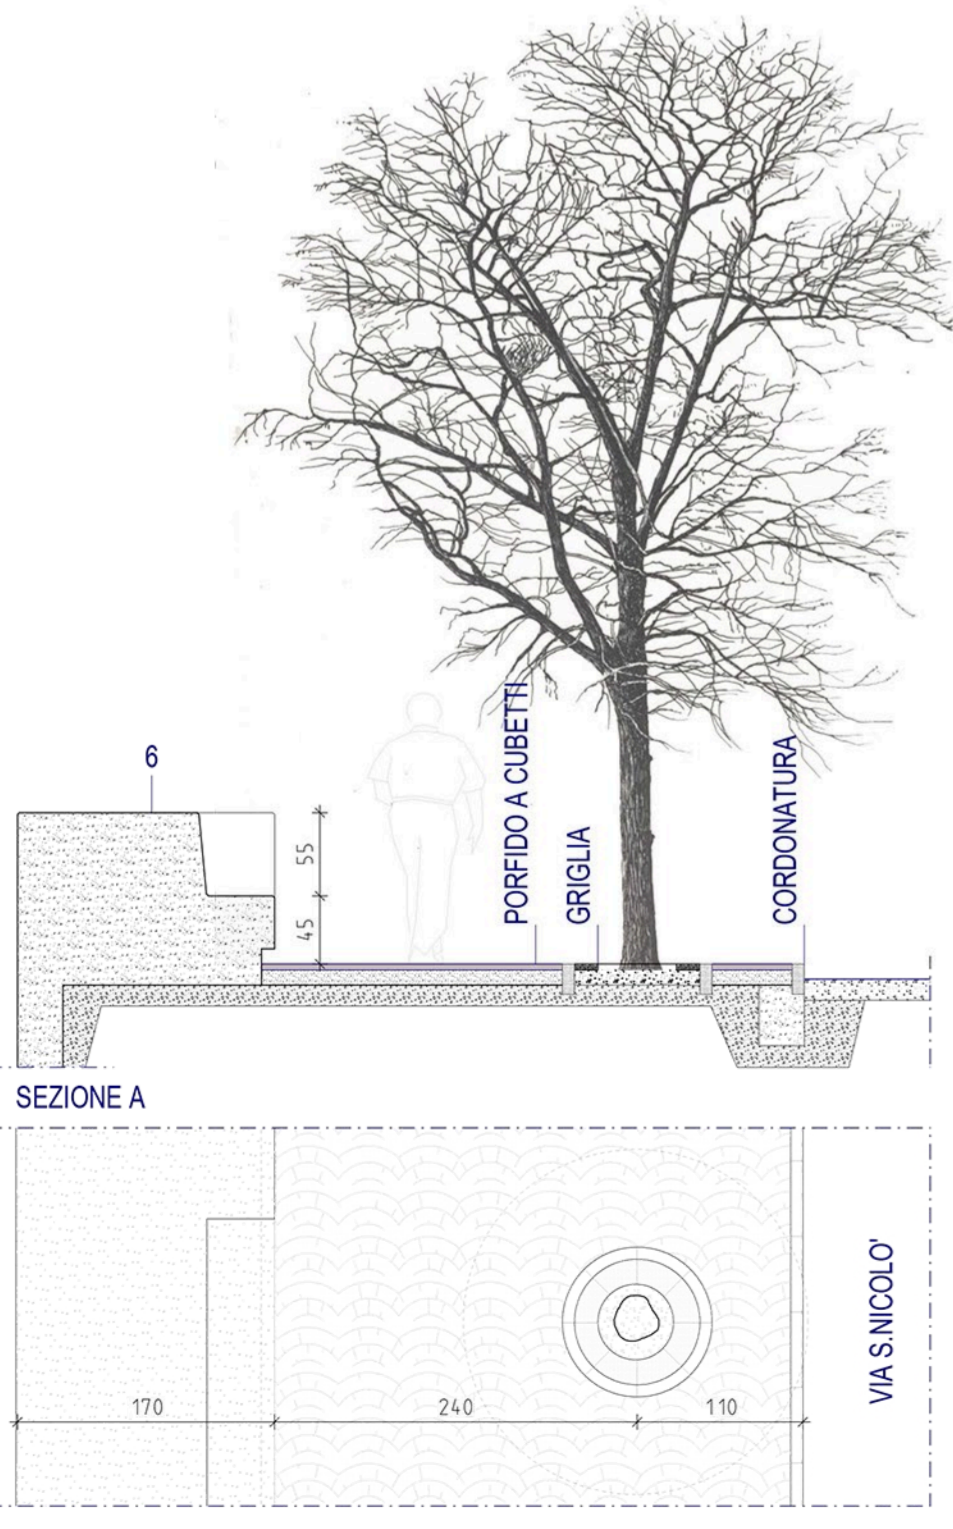 PORFIDO A CUBETTI
6
CORDONATURA
GRIGLIA
55
45
SEZIONE A
VIA S.NICOLO'
170
240
110